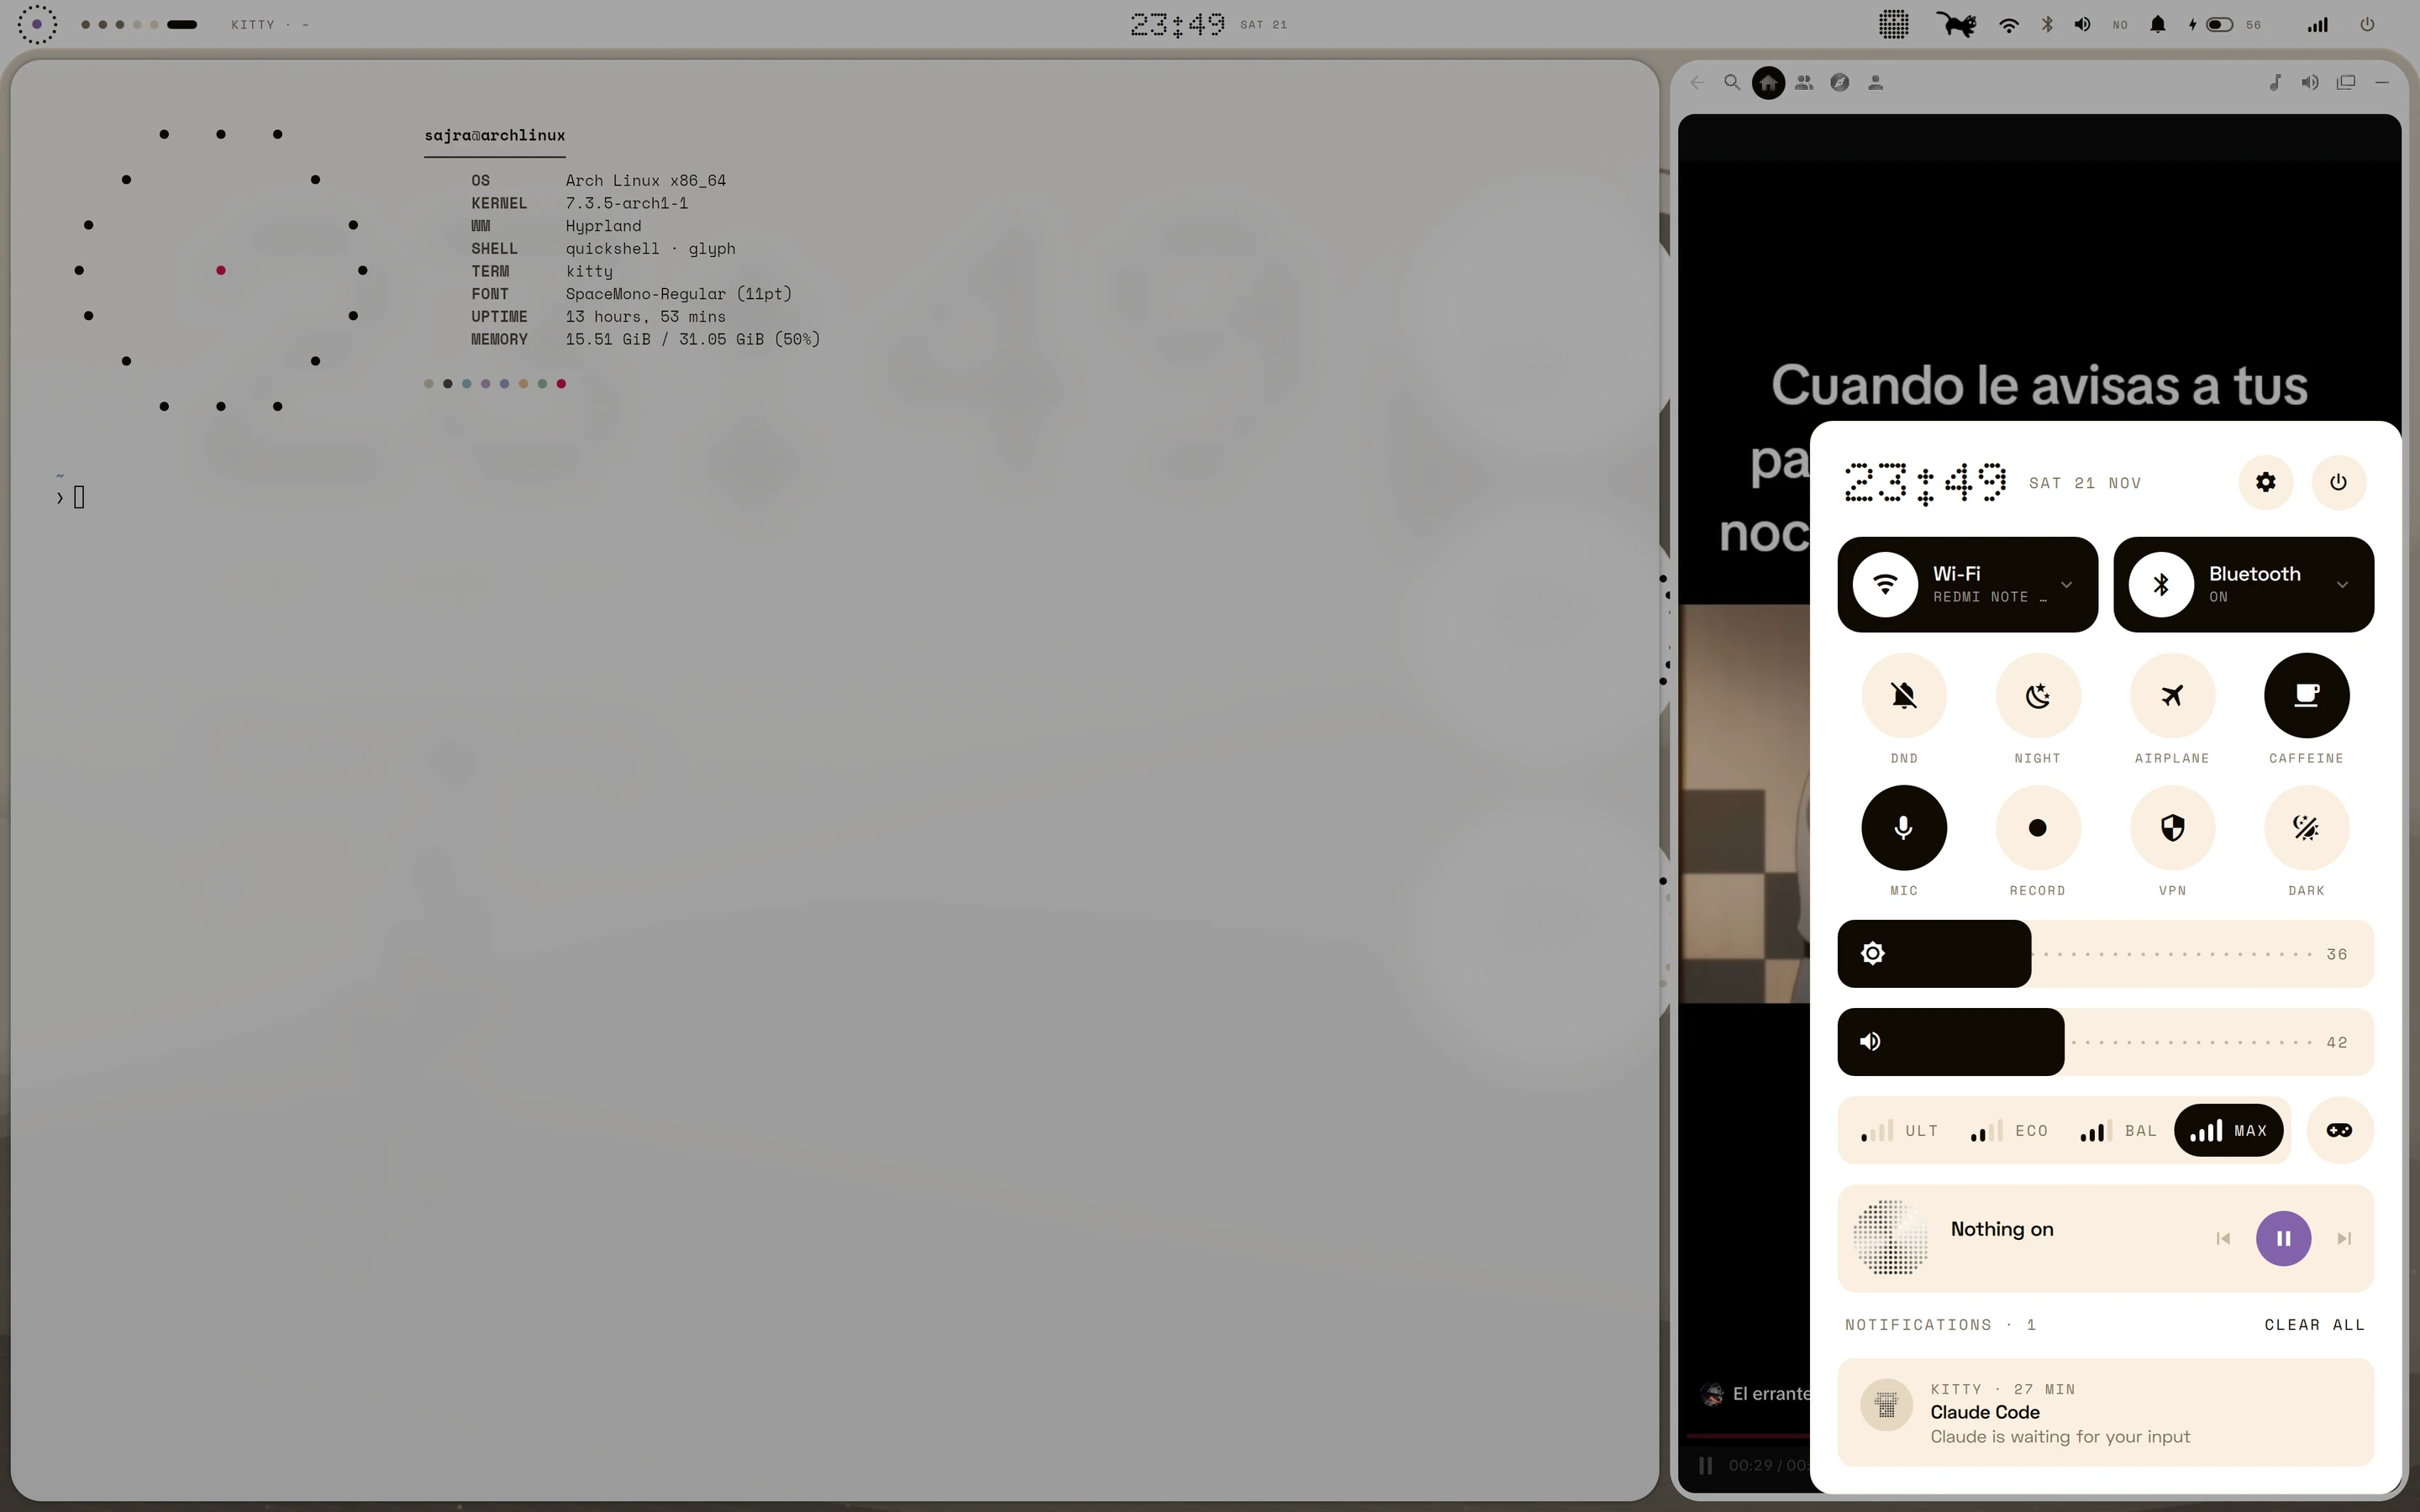 KITTY · ~
23:49 SAT 21
NO
56
sajra@archlinux
OS Arch Linux x86_64
KERNEL 7.3.5-arch1-1
WM Hyprland
SHELL quickshell · glyph
TERM kitty
FONT SpaceMono-Regular (11pt)
UPTIME 13 hours, 53 mins
MEMORY 15.51 GiB / 31.05 GiB (50%)
~
❯
Cuando le avisas a tus
pa
noc
El errante
00:29 / 00:
23:49 SAT 21 NOV
Wi-Fi
REDMI NOTE …
Bluetooth
ON
DND NIGHT AIRPLANE CAFFEINE
MIC RECORD VPN DARK
36
42
ULT ECO BAL MAX
Nothing on
NOTIFICATIONS · 1 CLEAR ALL
KITTY · 27 MIN
Claude Code
Claude is waiting for your input